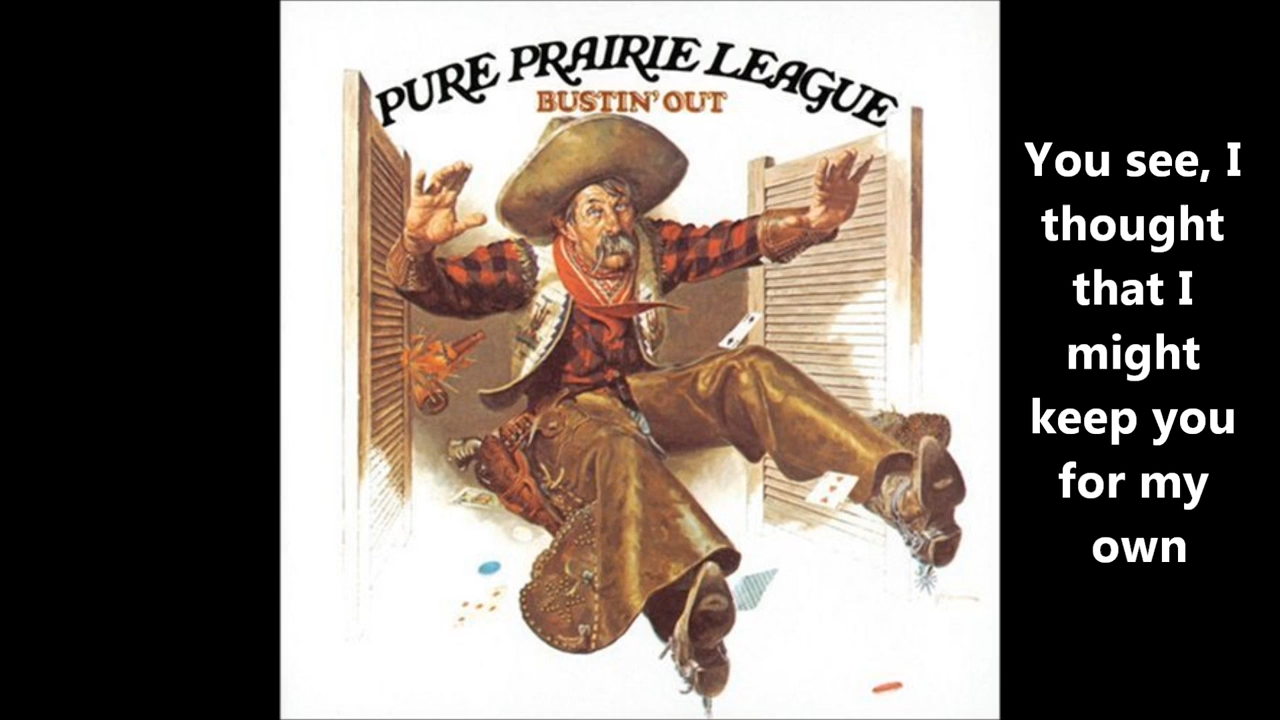 PURE PRAIRIE LEAGUE
BUSTIN' OUT
You see, I
thought
that I
might
keep you
for my
own